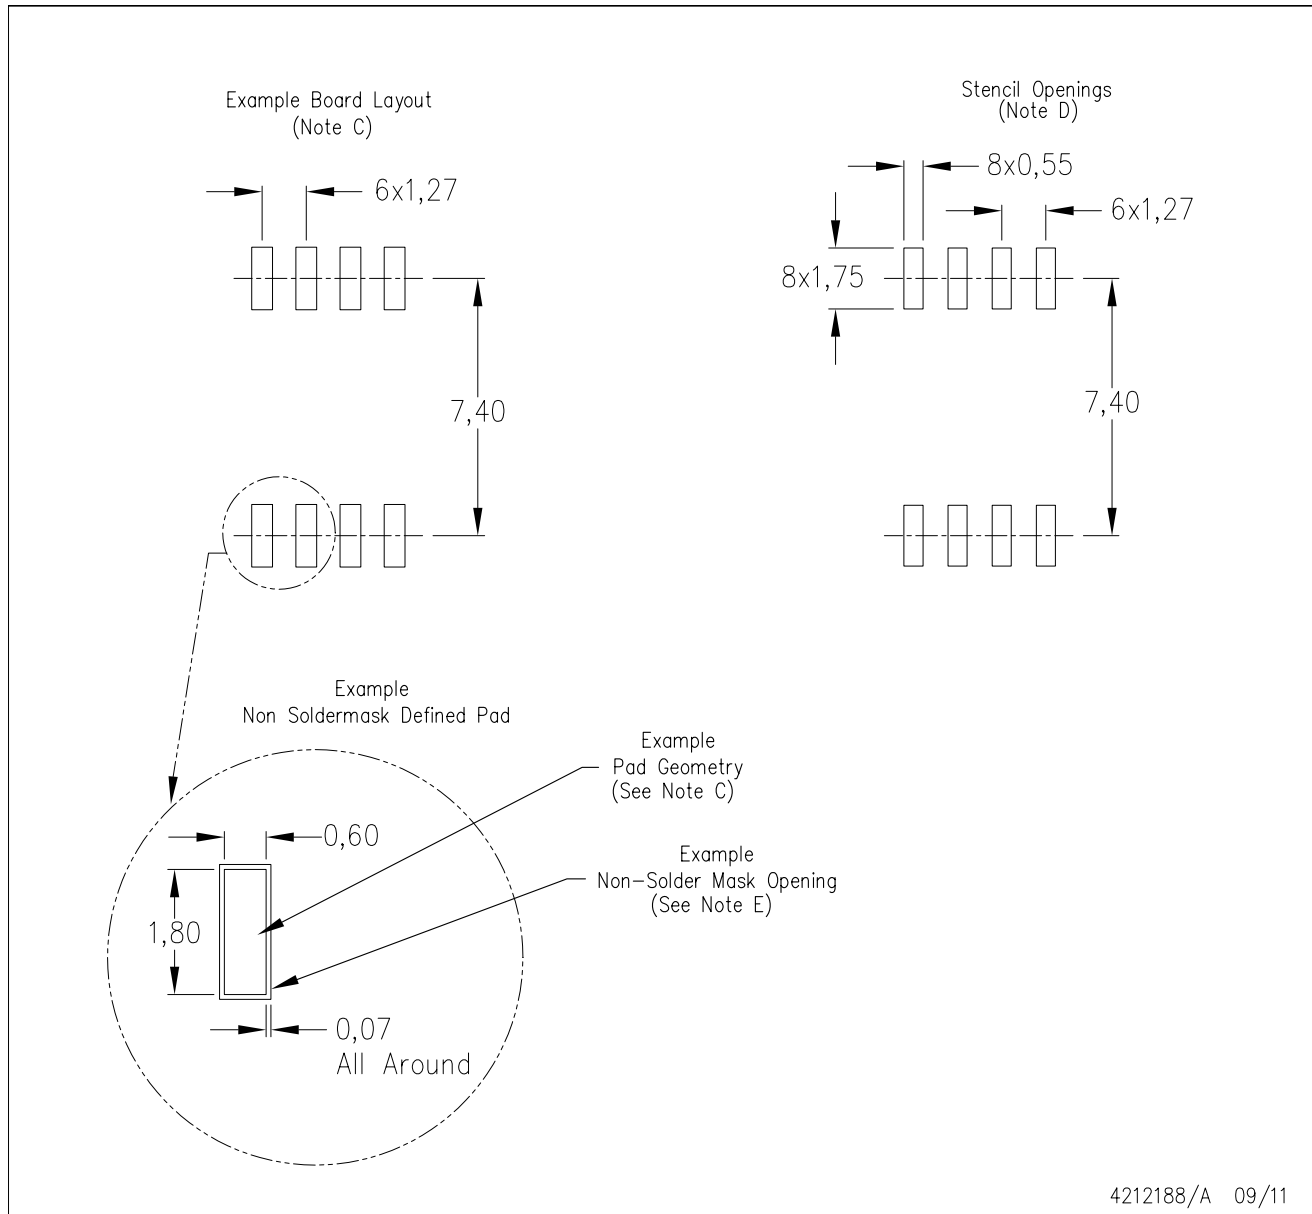 Example Board Layout
(Note C)
6x1,27
7,40
Stencil Openings
(Note D)
8x0,55
6x1,27
8x1,75
7,40
Example
Non Soldermask Defined Pad
Example
Pad Geometry
(See Note C)
0,60
Example
Non-Solder Mask Opening
(See Note E)
1,80
0,07
All Around
4212188/A 09/11